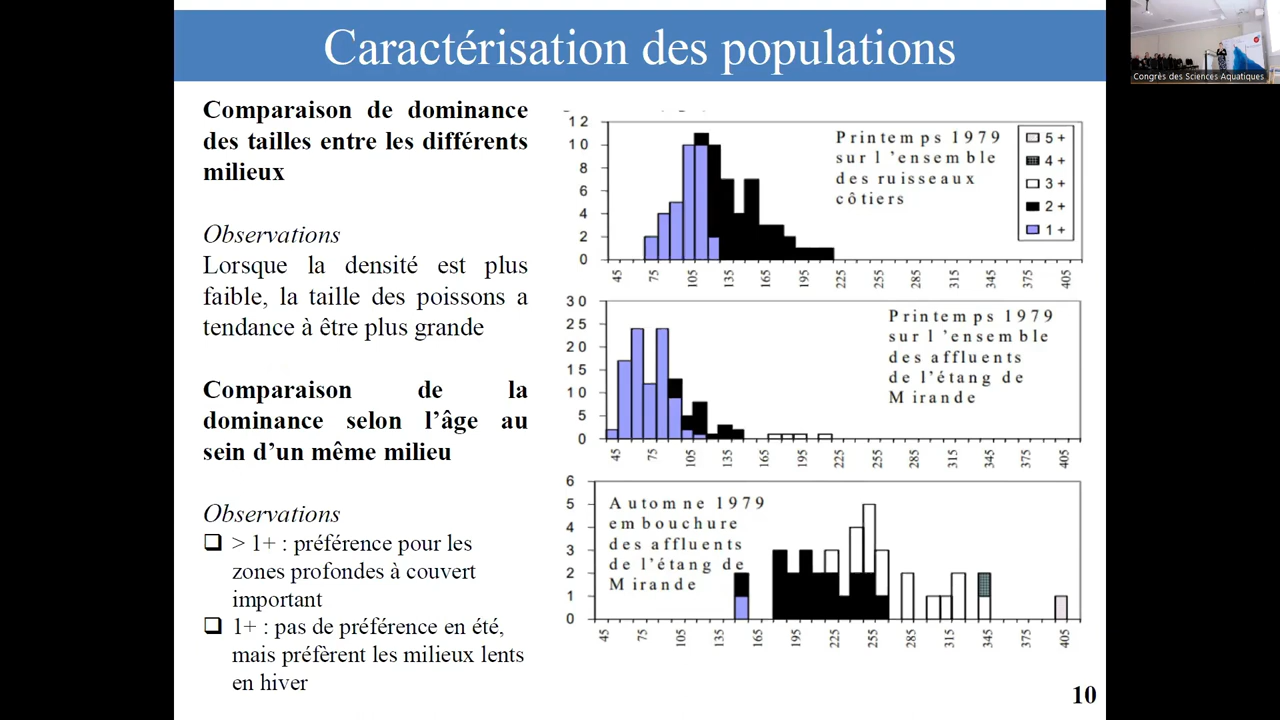 Caractérisation des populations
Comparaison de dominance
des tailles entre les différents
milieux
Observations
Lorsque la densité est plus
faible, la taille des poissons a
tendance à être plus grande
Comparaison de la
dominance selon l'âge au
sein d'un même milieu
Observations
> 1+ : préférence pour les
zones profondes à couvert
important
1+ : pas de préférence en été,
mais préfèrent les milieux lents
en hiver
12
10
8
6
4
2
0
Printemps 1979
sur l'ensemble
des ruisseaux
côtiers
5+
4+
3+
2+
1+
45 75 105 135 165 195 225 255 285 315 345 375 405
30
25
20
15
10
5
0
Printemps 1979
sur l'ensemble
des affluents
de l'étang de
Mirande
45 75 105 135 165 195 225 255 285 315 345 375 405
6
5
4
3
2
1
0
Automne 1979
embouchure
des affluents
de l'étang de
Mirande
45 75 105 135 165 195 225 255 285 315 345 375 405
10
Congrès des Sciences Aquatiques